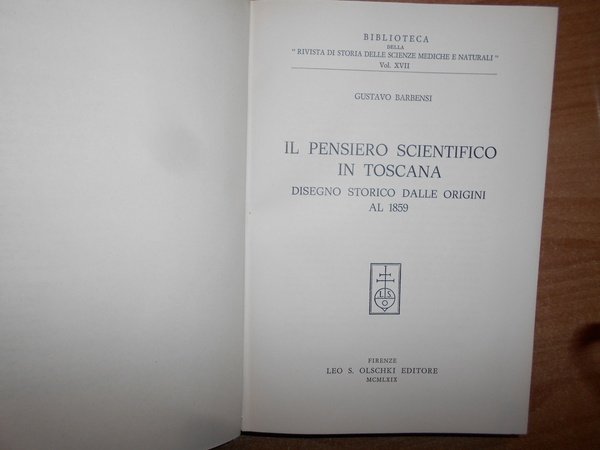 BIBLIOTECA
DELLA
"RIVISTA DI STORIA DELLE SCIENZE MEDICHE E NATURALI"
Vol. XVII
GUSTAVO BARBENSI
IL PENSIERO SCIENTIFICO
IN TOSCANA
DISEGNO STORICO DALLE ORIGINI
AL 1859
L S
O
FIRENZE
LEO S. OLSCHKI EDITORE
MCMLXIX